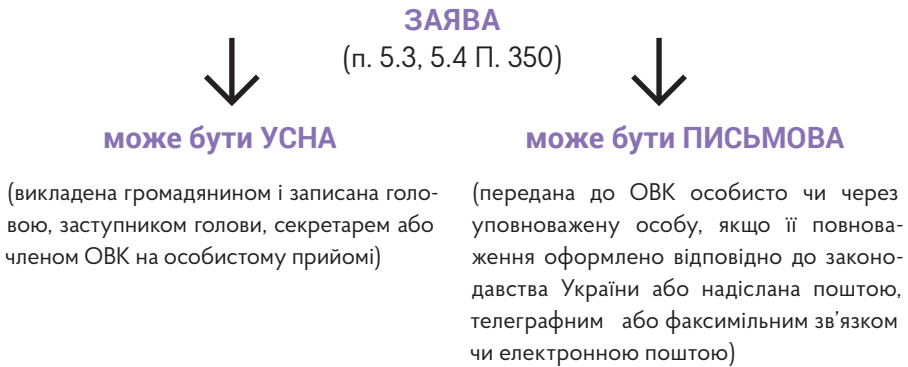 ЗАЯВА
(п. 5.3, 5.4 П. 350)
може бути УСНА
(викладена громадянином і записана голо-
вою, заступником голови, секретарем або
членом ОВК на особистому прийомі)
може бути ПИСЬМОВА
(передана до ОВК особисто чи через
уповноважену особу, якщо її повнова-
ження оформлено відповідно до законо-
давства України або надіслана поштою,
телеграфним або факсимільним зв’язком
чи електронною поштою)